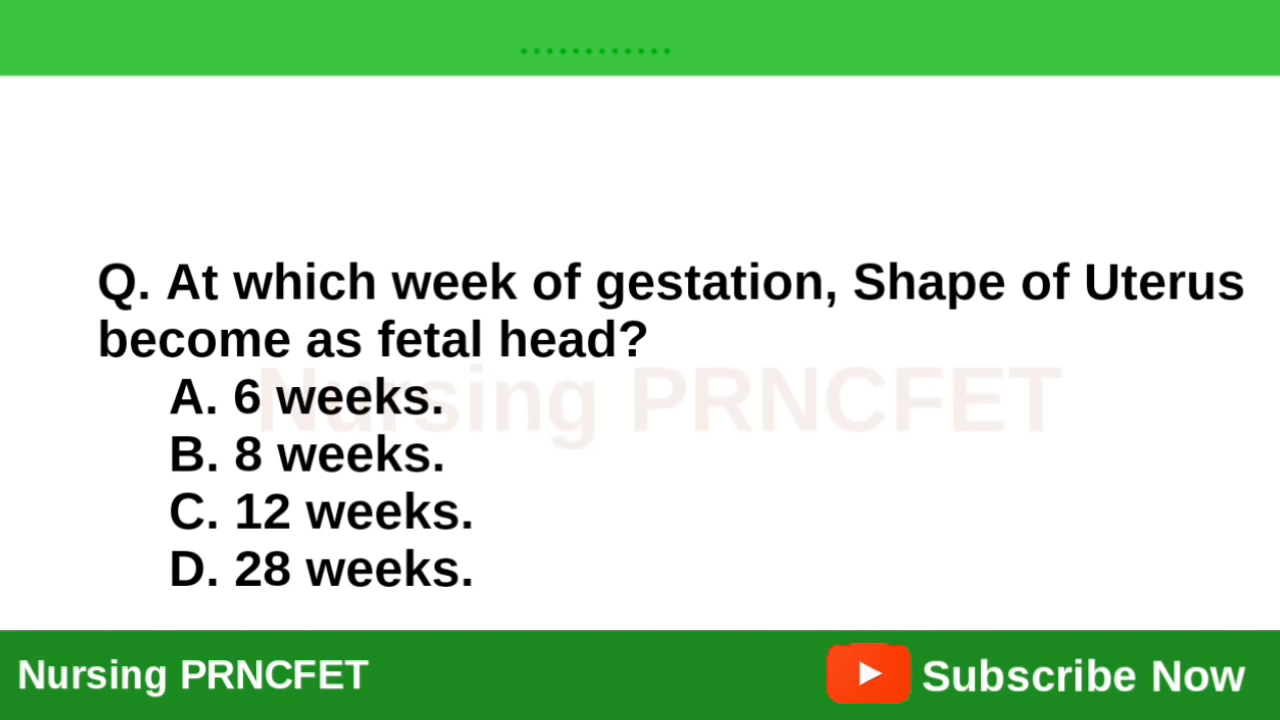 ............
Q. At which week of gestation, Shape of Uterus
become as fetal head?
Nursing PRNCFET
A. 6 weeks.
B. 8 weeks.
C. 12 weeks.
D. 28 weeks.
Nursing PRNCFET
Subscribe Now